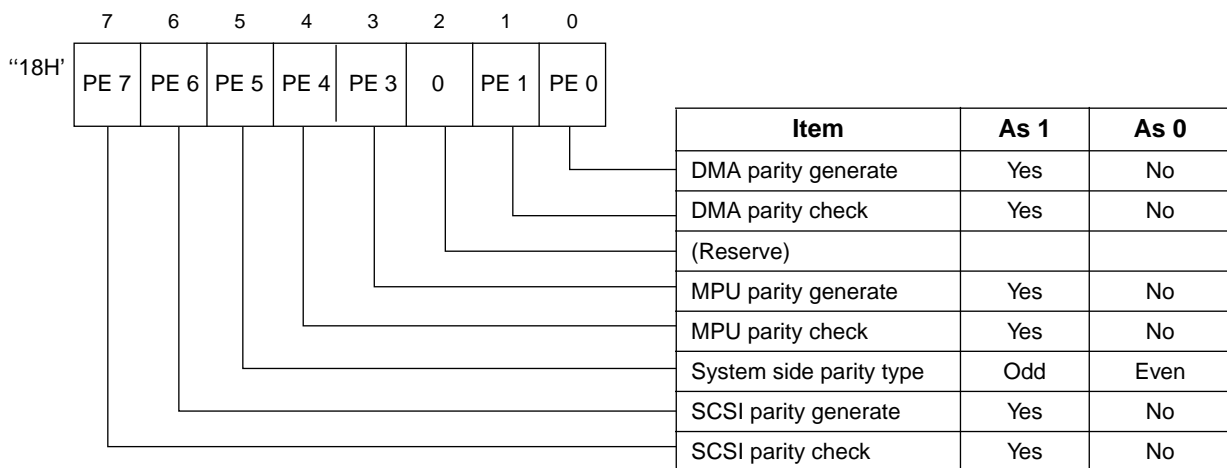 7 6 5 4 3 2 1 0
“18H’ PE 7 PE 6 PE 5 PE 4 PE 3 0 PE 1 PE 0
Item As 1 As 0
DMA parity generate Yes No
DMA parity check Yes No
(Reserve)
MPU parity generate Yes No
MPU parity check Yes No
System side parity type Odd Even
SCSI parity generate Yes No
SCSI parity check Yes No